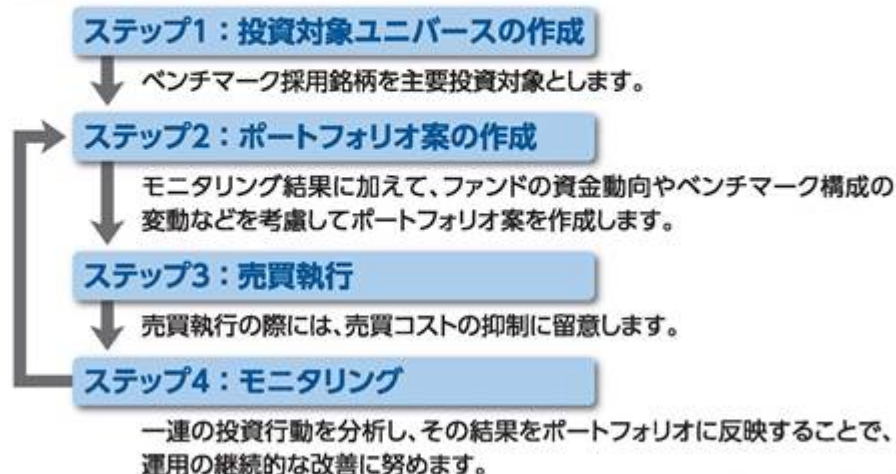 ステップ1：投資対象ユニバースの作成
ベンチマーク採用銘柄を主要投資対象とします。
ステップ2：ポートフォリオ案の作成
モニタリング結果に加えて、ファンドの資金動向やベンチマーク構成の
変動などを考慮してポートフォリオ案を作成します。
ステップ3：売買執行
売買執行の際には、売買コストの抑制に留意します。
ステップ4：モニタリング
一連の投資行動を分析し、その結果をポートフォリオに反映することで、
運用の継続的な改善に努めます。